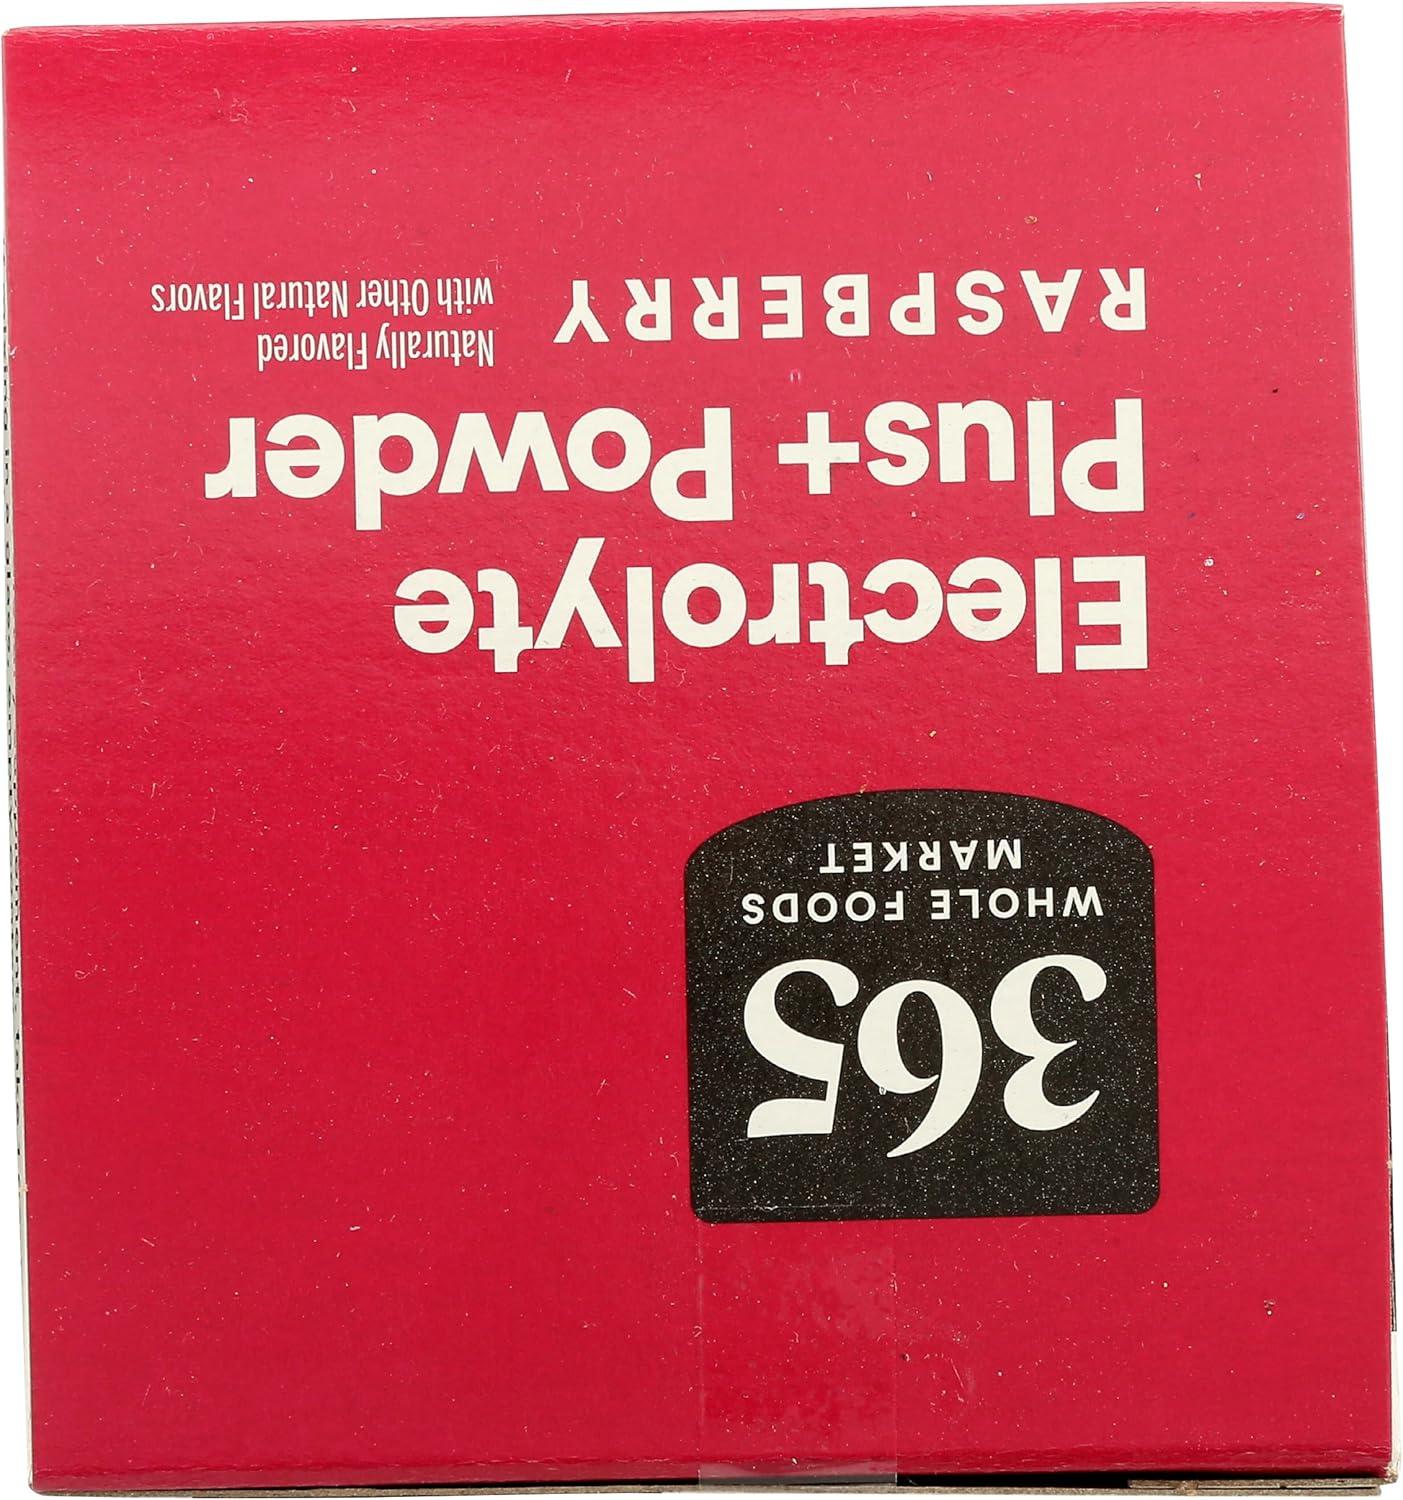 365
WHOLE FOODS
MARKET
Electrolyte
Plus+ Powder
RASPBERRY
Naturally Flavored
with Other Natural Flavors